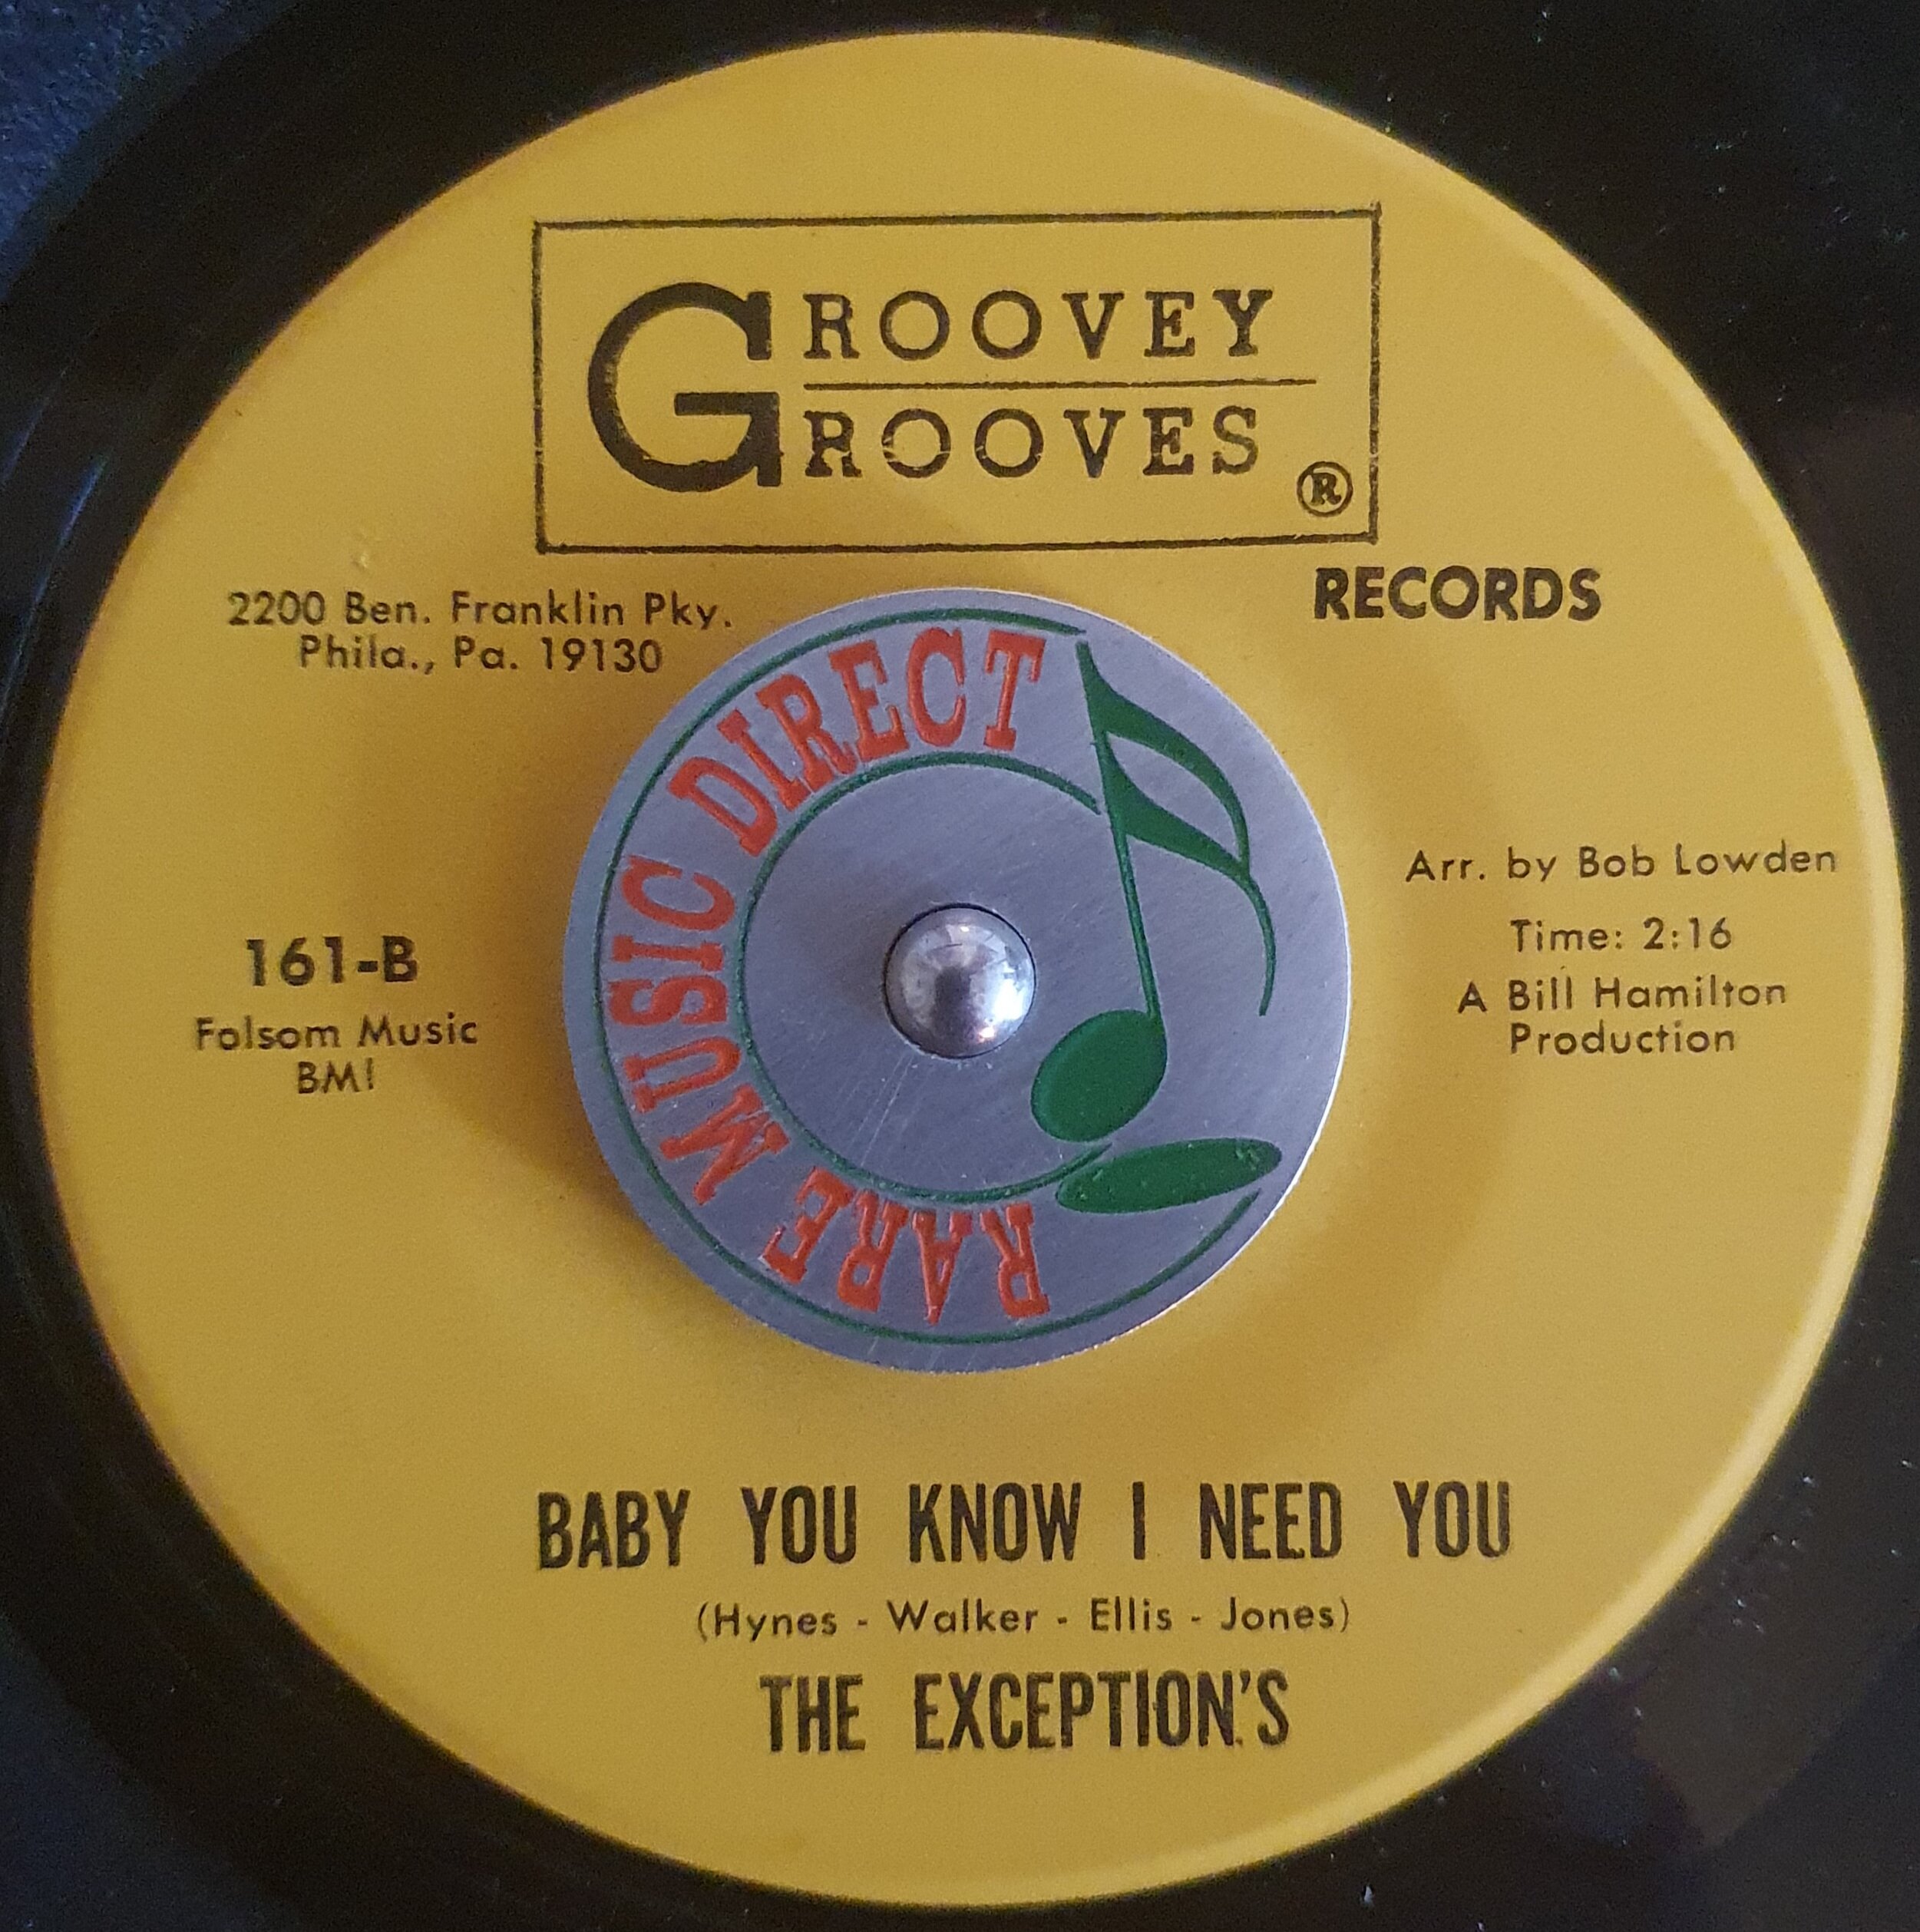 GROOVEY
GROOVES ®
RECORDS
2200 Ben. Franklin Pky.
Phila., Pa. 19130
RARE MUSIC DIRECT
161-B
Folsom Music
BMI
Arr. by Bob Lowden
Time: 2:16
A Bill Hamilton
Production
BABY YOU KNOW I NEED YOU
(Hynes - Walker - Ellis - Jones)
THE EXCEPTION'S